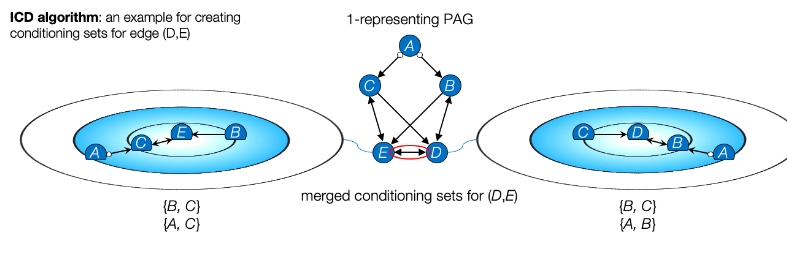 ICD algorithm: an example for creating
conditioning sets for edge (D,E)
1-representing PAG
A
C B
E D
merged conditioning sets for (D,E)
A C E B
{B, C}
{A, C}
C D B A
{B, C}
{A, B}